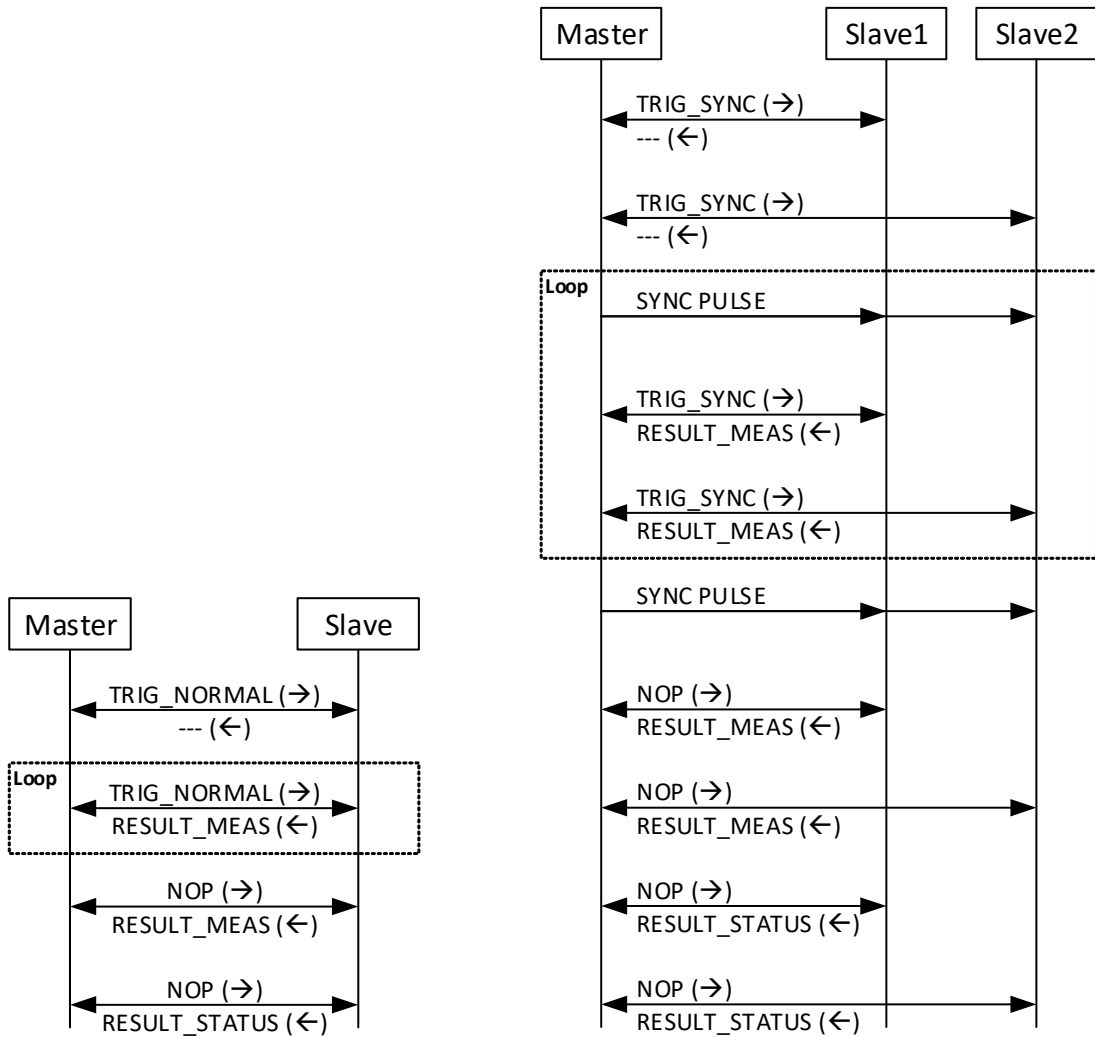 Master
Slave1
Slave2
TRIG_SYNC (→)
--- (←)
TRIG_SYNC (→)
--- (←)
Loop
SYNC PULSE
TRIG_SYNC (→)
RESULT_MEAS (←)
TRIG_SYNC (→)
RESULT_MEAS (←)
SYNC PULSE
NOP (→)
RESULT_MEAS (←)
NOP (→)
RESULT_MEAS (←)
NOP (→)
RESULT_STATUS (←)
NOP (→)
RESULT_STATUS (←)
Master
Slave
TRIG_NORMAL (→)
--- (←)
Loop
TRIG_NORMAL (→)
RESULT_MEAS (←)
NOP (→)
RESULT_MEAS (←)
NOP (→)
RESULT_STATUS (←)